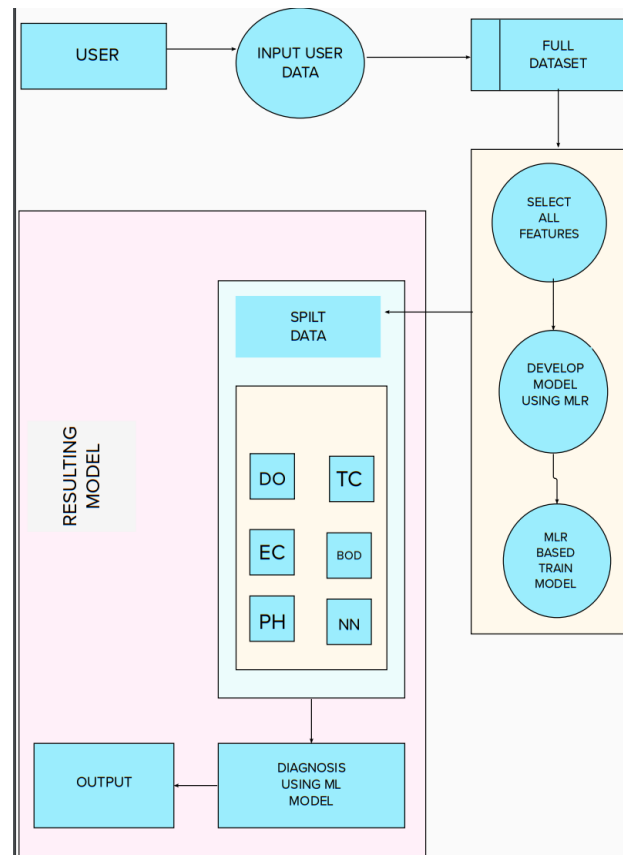 USER
INPUT USER
DATA
FULL
DATASET
SELECT
ALL
FEATURES
DEVELOP
MODEL
USING MLR
MLR
BASED
TRAIN
MODEL
SPILT
DATA
DO
TC
EC
BOD
PH
NN
RESULTING
MODEL
DIAGNOSIS
USING ML
MODEL
OUTPUT